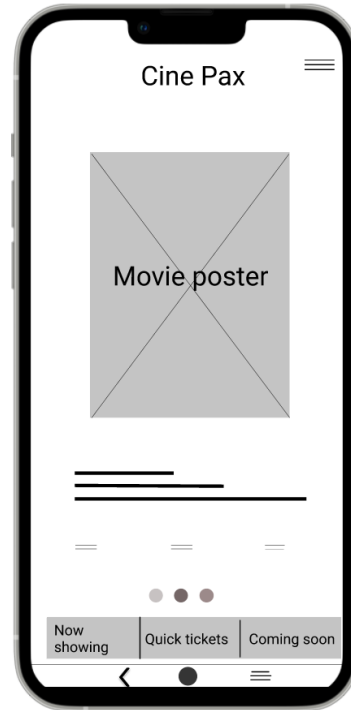 Cine Pax
Movie poster
Now
showing
Quick tickets
Coming soon